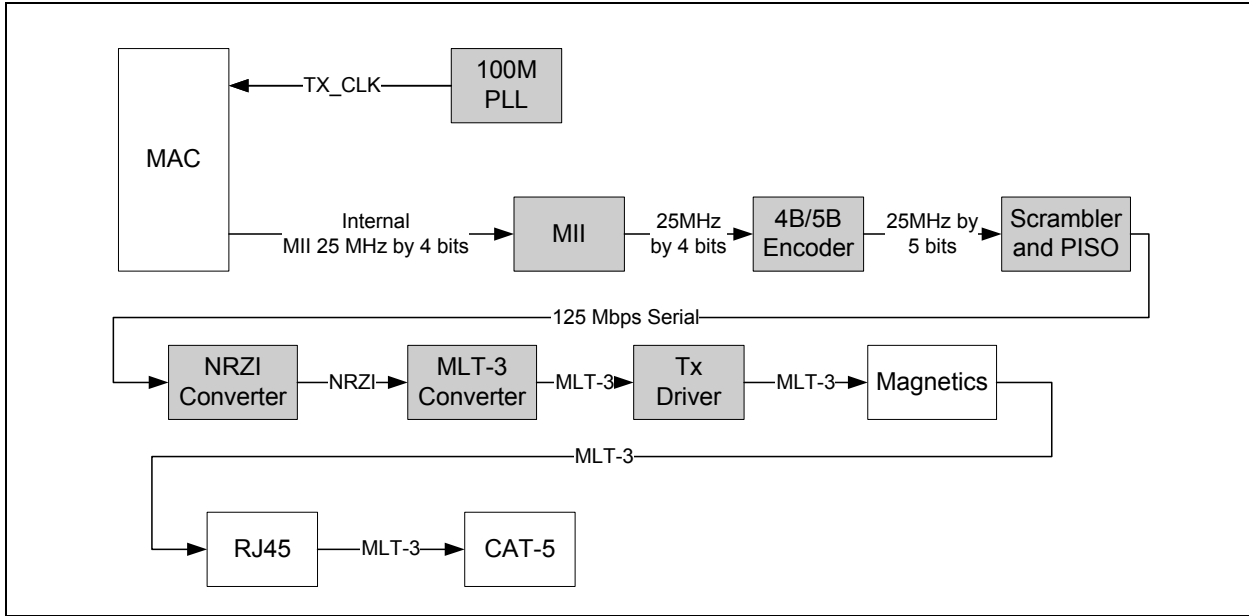 100M
PLL
TX_CLK
MAC
Internal
MII 25 MHz by 4 bits
MII
25MHz
by 4 bits
4B/5B
Encoder
25MHz by
5 bits
Scrambler
and PISO
125 Mbps Serial
NRZI
Converter
NRZI
MLT-3
Converter
MLT-3
Tx
Driver
MLT-3
Magnetics
MLT-3
RJ45
MLT-3
CAT-5